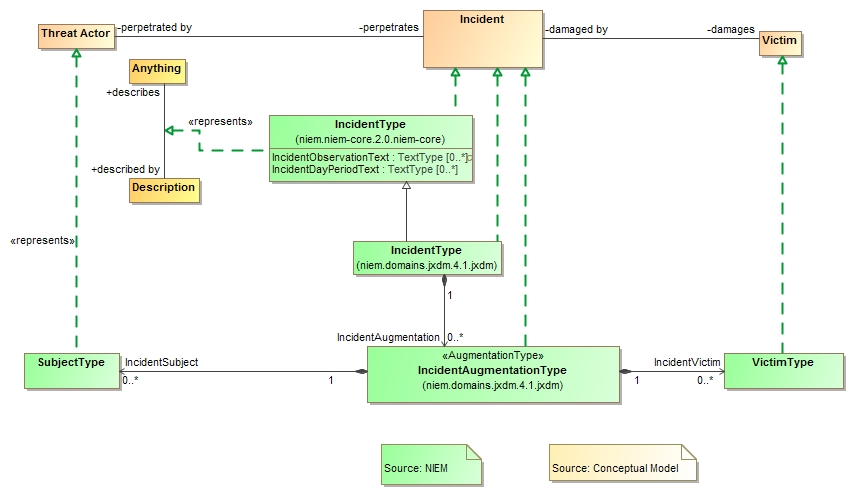 Threat Actor
-perpetrated by
-perpetrates
Incident
-damaged by
-damages
Victim
Anything
+describes
«represents»
+described by
Description
IncidentType
(niem.niem-core.2.0.niem-core)
IncidentObservationText : TextType [0..*]
IncidentDayPeriodText : TextType [0..*]
«represents»
IncidentType
(niem.domains.jxdm.4.1.jxdm)
1
IncidentAugmentation
0..*
SubjectType
IncidentSubject
0..*
1
«AugmentationType»
IncidentAugmentationType
(niem.domains.jxdm.4.1.jxdm)
1
IncidentVictim
0..*
VictimType
Source: NIEM
Source: Conceptual Model